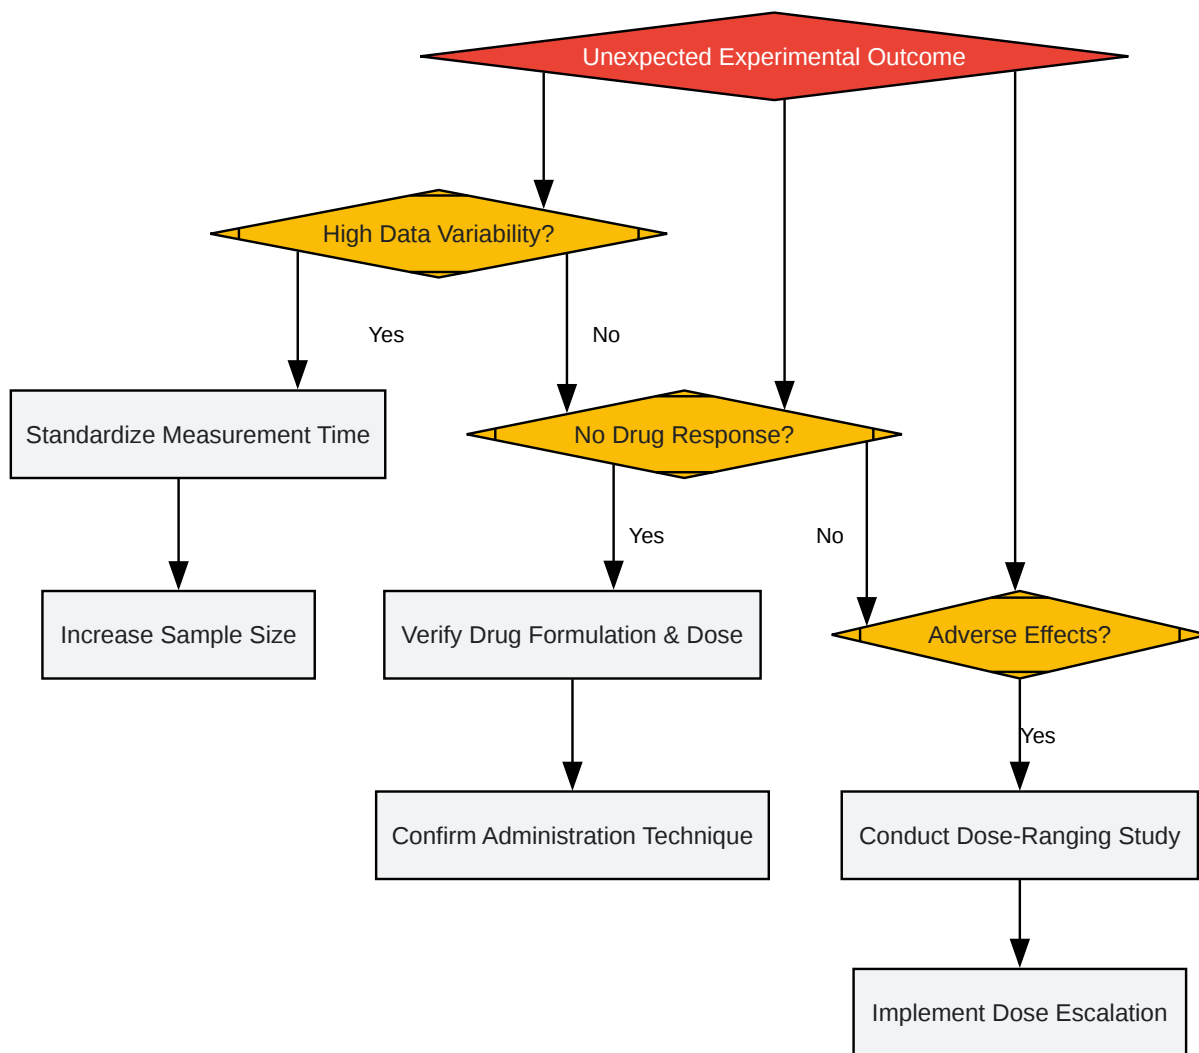 Unexpected Experimental Outcome
High Data Variability?
Yes
No
Standardize Measurement Time
No Drug Response?
Yes
No
Increase Sample Size
Verify Drug Formulation & Dose
Adverse Effects?
Yes
Confirm Administration Technique
Conduct Dose-Ranging Study
Implement Dose Escalation